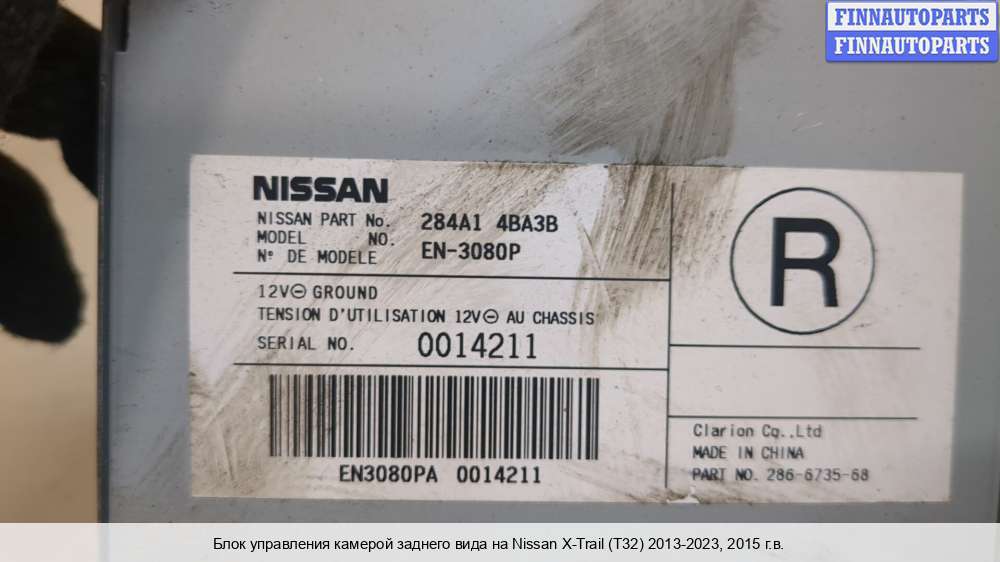 FINNAUTOPARTS
FINNAUTOPARTS
NISSAN
NISSAN PART No. 284A1 4BA3B
MODEL NO.
N° DE MODELE EN-3080P
12V⊖ GROUND
TENSION D'UTILISATION 12V⊖ AU CHASSIS
SERIAL NO. 0014211
EN3080PA 0014211
R
Clarion Co.,Ltd
MADE IN CHINA
PART NO. 286-6735-68
Блок управления камерой заднего вида на Nissan X-Trail (T32) 2013-2023, 2015 г.в.